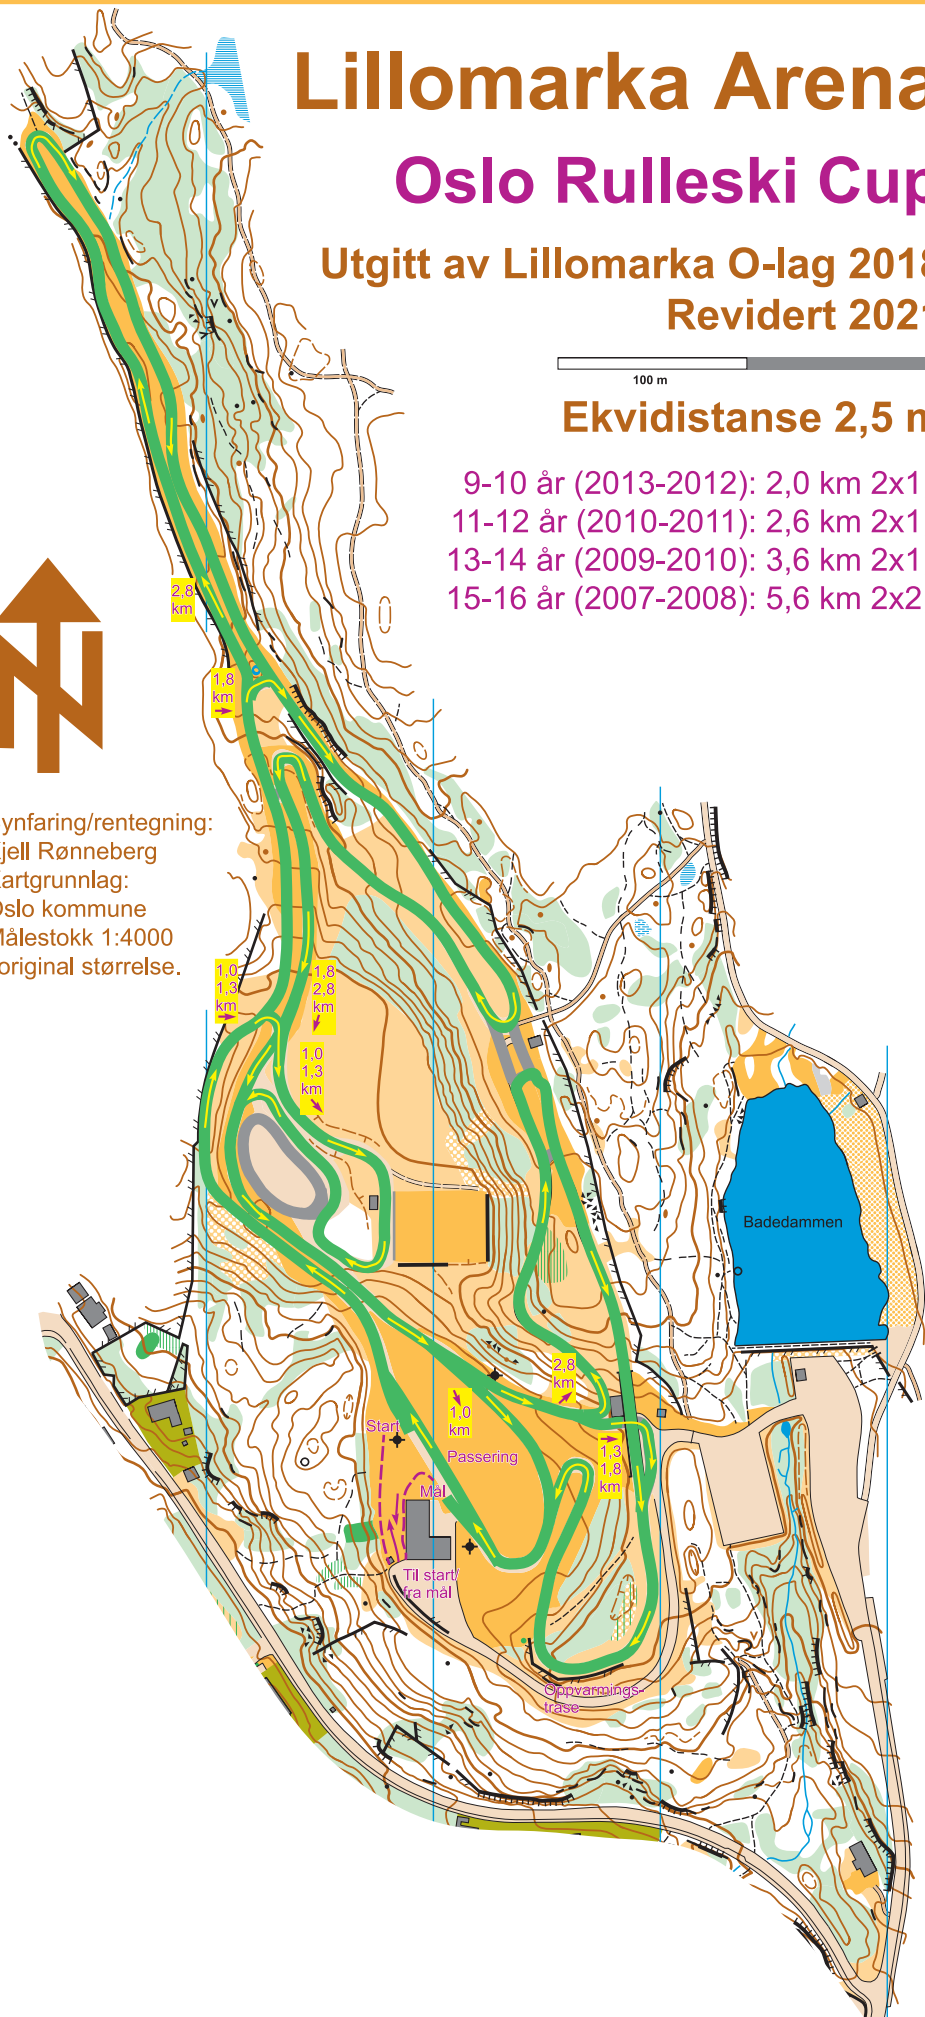 Lillomarka Arena
Oslo Rulleski Cup
Utgitt av Lillomarka O-lag 2018
Revidert 2021
100 m
Ekvidistanse 2,5 m
9-10 år (2013-2012): 2,0 km 2x1
11-12 år (2010-2011): 2,6 km 2x1
13-14 år (2009-2010): 3,6 km 2x1
15-16 år (2007-2008): 5,6 km 2x2
2,8
km
N
1,8
km
ynfaring/rentegning:
jell Rønneberg
artgrunnlag:
Oslo kommune
Målestokk 1:4000
original størrelse.
1,0
1,3
km
1,8
2,8
km
1,0
1,3
km
Badedammen
2,8
km
1,0
km
Start
Passering
1,3
1,8
km
Mål
Til start/
fra mål
Oppvarmings-
trase